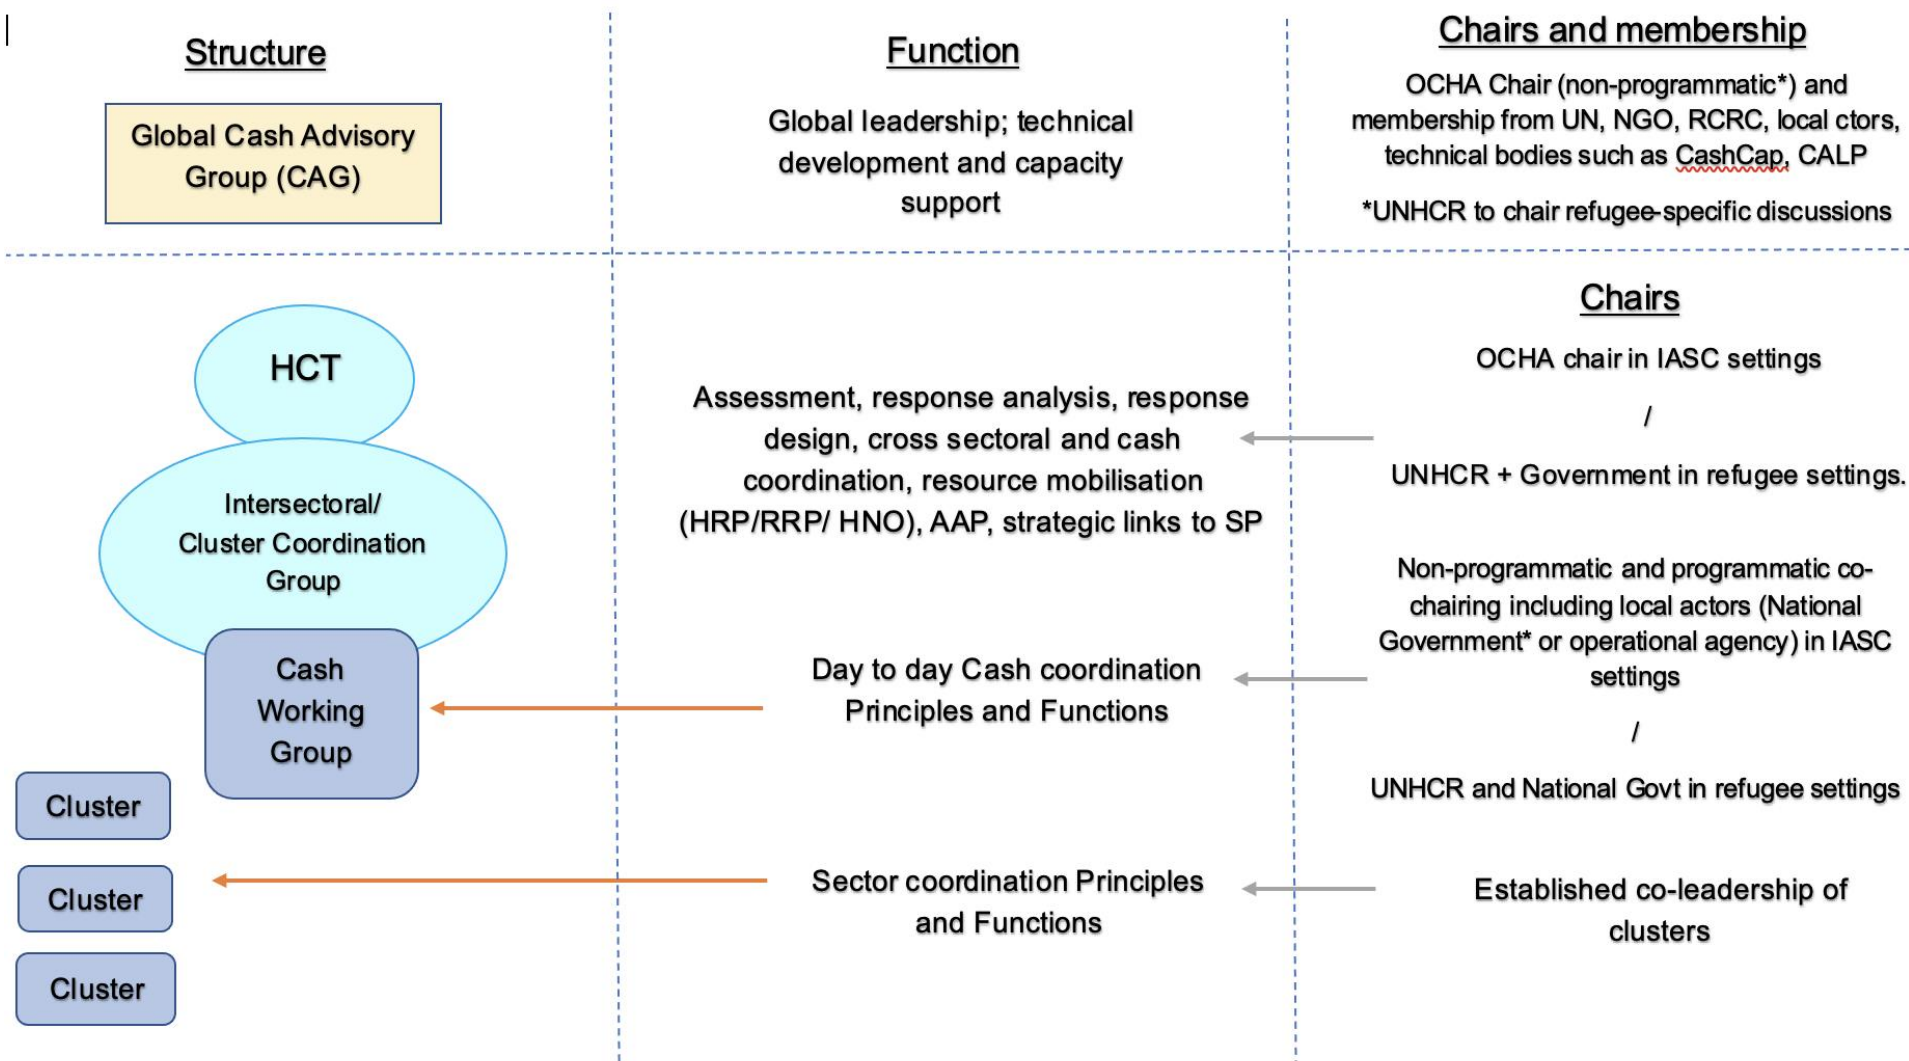 Structure
Global Cash Advisory
Group (CAG)
Function
Global leadership; technical
development and capacity
support
Chairs and membership
OCHA Chair (non-programmatic*) and
membership from UN, NGO, RCRC, local ctors,
technical bodies such as CashCap, CALP
*UNHCR to chair refugee-specific discussions
HCT
Intersectoral/
Cluster Coordination
Group
Cash
Working
Group
Cluster
Cluster
Cluster
Assessment, response analysis, response
design, cross sectoral and cash
coordination, resource mobilisation
(HRP/RRP/ HNO), AAP, strategic links to SP
Day to day Cash coordination
Principles and Functions
Sector coordination Principles
and Functions
Chairs
OCHA chair in IASC settings
/
UNHCR + Government in refugee settings.
Non-programmatic and programmatic co-
chairing including local actors (National
Government* or operational agency) in IASC
settings
/
UNHCR and National Govt in refugee settings
Established co-leadership of
clusters